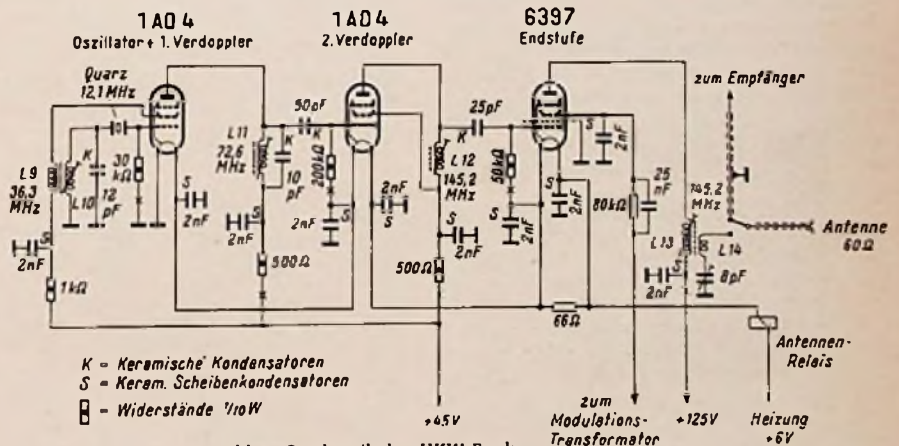 1AD4
Oszillator + 1. Verdoppler
1AD4
2. Verdoppler
6397
Endstufe
Quarz
12,1 MHz
zum Empfänger
L9
36,3
MHz
L10
K
12
pF
30
kΩ
S
2nF
S
2nF
1kΩ
L11
72,6
MHz
K
10
pF
50pF
K
200kΩ
S
2nF
S
2nF
500Ω
2nF
S
L12
145,2
MHz
25pF
K
50kΩ
S
2nF
500Ω
S
2nF
S
2nF
S
2nF
80kΩ
25
nF
145,2
MHz
L13
L14
2nF
8pF
Antenne
60Ω
66Ω
Antennen-
Relais
K = Keramische Kondensatoren
S = Keram. Scheibenkondensatoren
= Widerstände 1/10W
+45V
zum
Modulations-
Transformator
+125V
Heizung
+6V